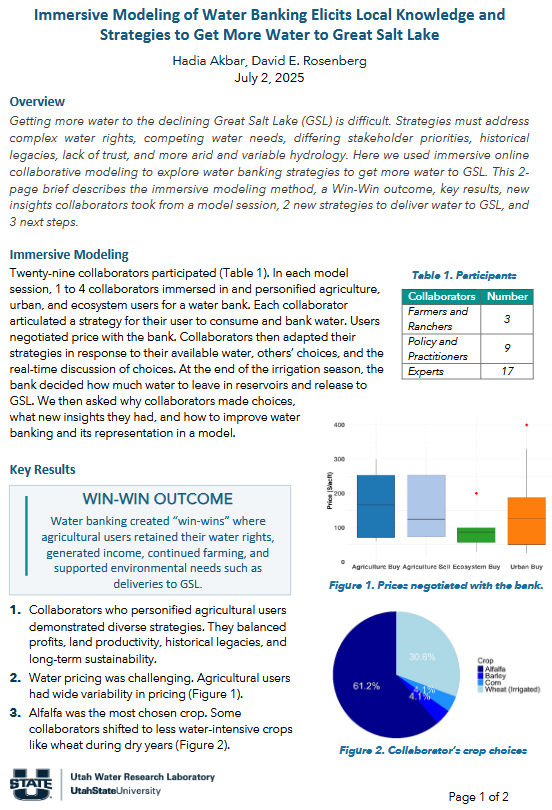 Immersive Modeling of Water Banking Elicits Local Knowledge and
Strategies to Get More Water to Great Salt Lake
Hadia Akbar, David E. Rosenberg
July 2, 2025
Overview
Getting more water to the declining Great Salt Lake (GSL) is difficult. Strategies must address
complex water rights, competing water needs, differing stakeholder priorities, historical
legacies, lack of trust, and more arid and variable hydrology. Here we used immersive online
collaborative modeling to explore water banking strategies to get more water to GSL. This 2-
page brief describes the immersive modeling method, a Win-Win outcome, key results, new
insights collaborators took from a model session, 2 new strategies to deliver water to GSL, and
3 next steps.
Immersive Modeling
Twenty-nine collaborators participated (Table 1). In each model
session, 1 to 4 collaborators immersed in and personified agriculture,
urban, and ecosystem users for a water bank. Each collaborator
articulated a strategy for their user to consume and bank water. Users
negotiated price with the bank. Collaborators then adapted their
strategies in response to their available water, others' choices, and the
real-time discussion of choices. At the end of the irrigation season, the
bank decided how much water to leave in reservoirs and release to
GSL. We then asked why collaborators made choices,
what new insights they had, and how to improve water
banking and its representation in a model.
Table 1. Participants
Collaborators Number
Farmers and
Ranchers 3
Policy and
Practitioners 9
Experts 17
Key Results
WIN-WIN OUTCOME
Water banking created "win-wins" where
agricultural users retained their water rights,
generated income, continued farming, and
supported environmental needs such as
deliveries to GSL.
1. Collaborators who personified agricultural users
demonstrated diverse strategies. They balanced
profits, land productivity, historical legacies, and
long-term sustainability.
2. Water pricing was challenging. Agricultural users
had wide variability in pricing (Figure 1).
3. Alfalfa was the most chosen crop. Some
collaborators shifted to less water-intensive crops
like wheat during dry years (Figure 2).
400
300
200
100
0
Price ($/acft)
Agriculture Buy Agriculture Sell Ecosystem Buy Urban Buy
Figure 1. Prices negotiated with the bank.
30.6%
61.2%
4.1%
4.1%
Crop
Alfalfa
Barley
Corn
Wheat (Irrigated)
Figure 2. Collaborator's crop choices
STATE
Utah Water Research Laboratory
UtahStateUniversity
Page 1 of 2